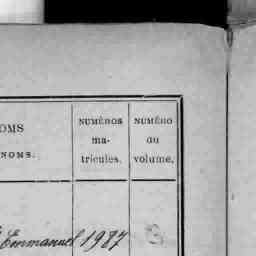 OMS
NOMS.
NUMÉROS
ma-
tricules.
NUMÉRO
du
volume.
Emmanuel 1987